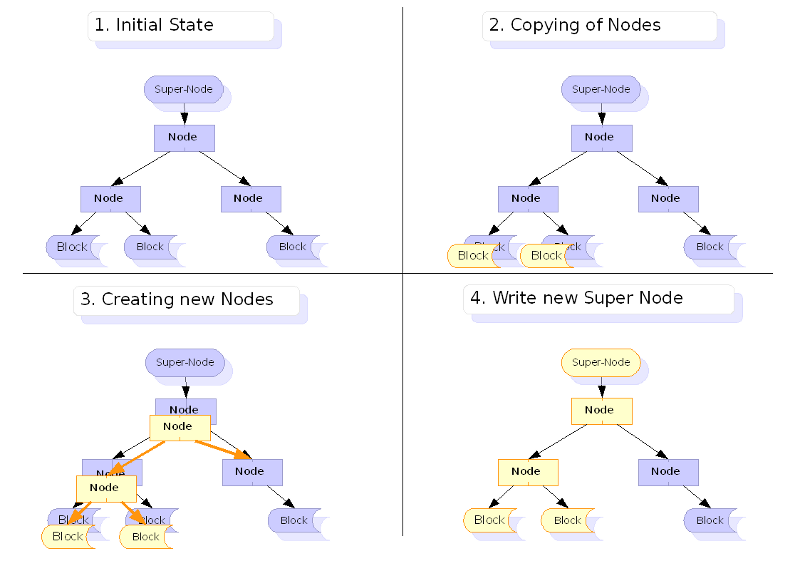 1. Initial State
Super-Node
Node
Node
Node
Block
Block
Block
2. Copying of Nodes
Super-Node
Node
Node
Node
Block
Block
Block
Block
Block
3. Creating new Nodes
Super-Node
Node
Node
Node
Node
Node
Block
Block
Block
Block
Block
4. Write new Super Node
Super-Node
Node
Node
Node
Block
Block
Block